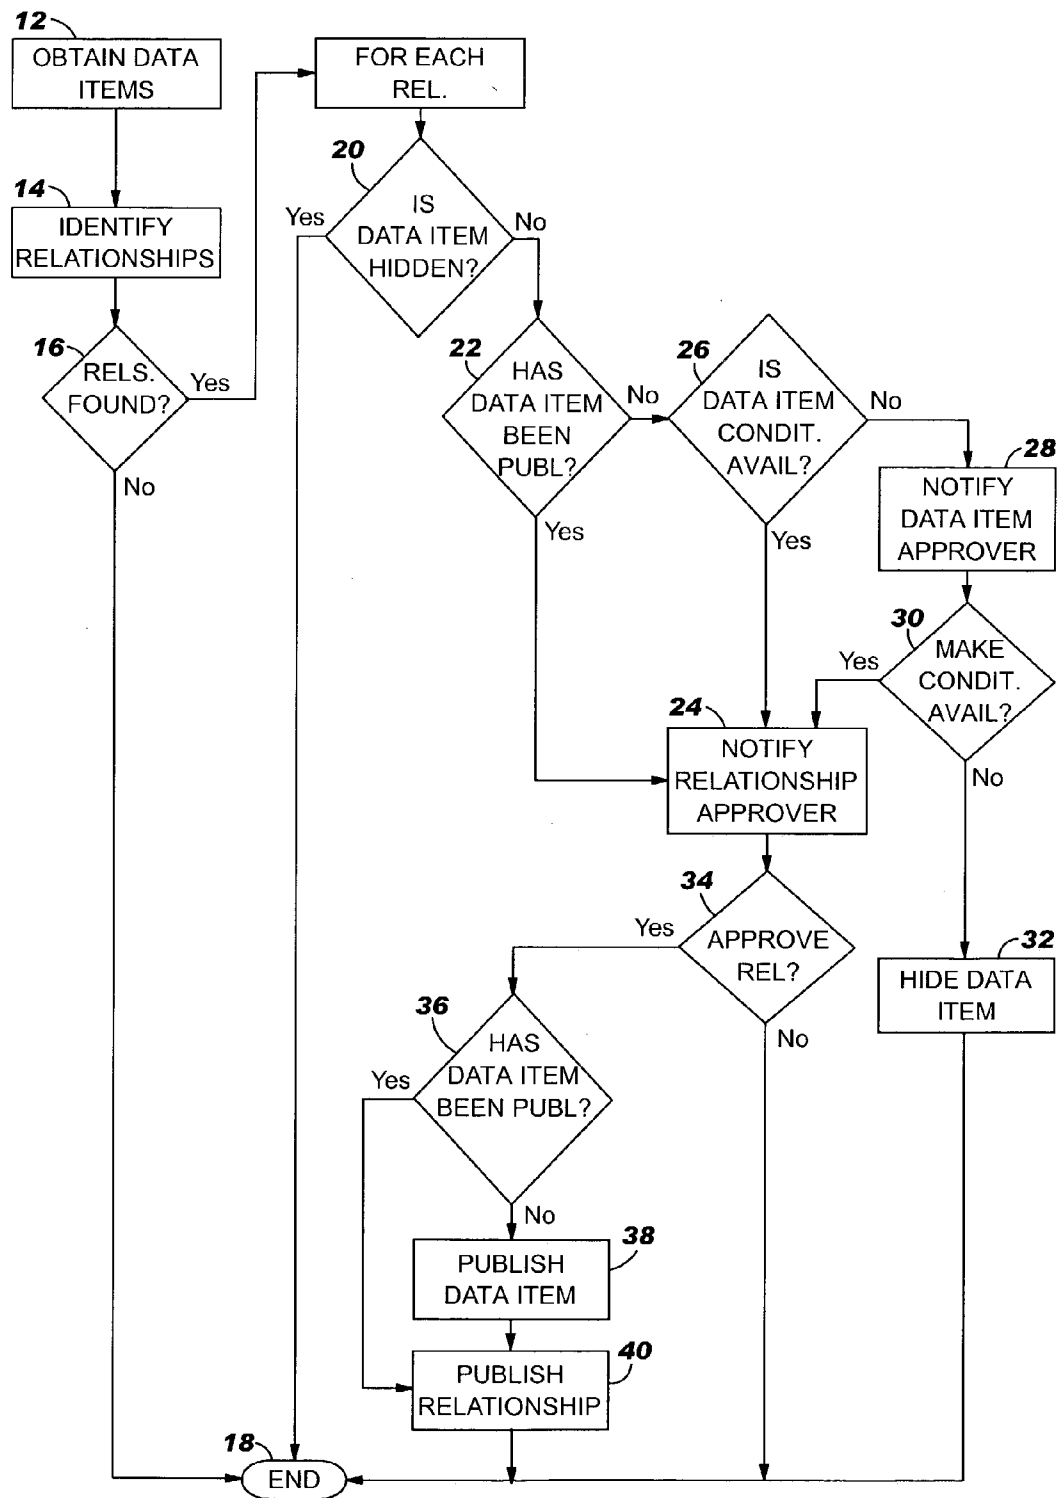 12
OBTAIN DATA
ITEMS
FOR EACH
REL.
14
IDENTIFY
RELATIONSHIPS
20
IS
DATA ITEM
HIDDEN?
Yes
No
16
RELS.
FOUND?
Yes
No
22
HAS
DATA ITEM
BEEN
PUBL?
No
Yes
26
IS
DATA ITEM
CONDIT.
AVAIL?
No
Yes
28
NOTIFY
DATA ITEM
APPROVER
30
MAKE
CONDIT.
AVAIL?
Yes
No
24
NOTIFY
RELATIONSHIP
APPROVER
34
APPROVE
REL?
Yes
No
32
HIDE DATA
ITEM
36
HAS
DATA ITEM
BEEN PUBL?
Yes
No
38
PUBLISH
DATA ITEM
40
PUBLISH
RELATIONSHIP
18
END